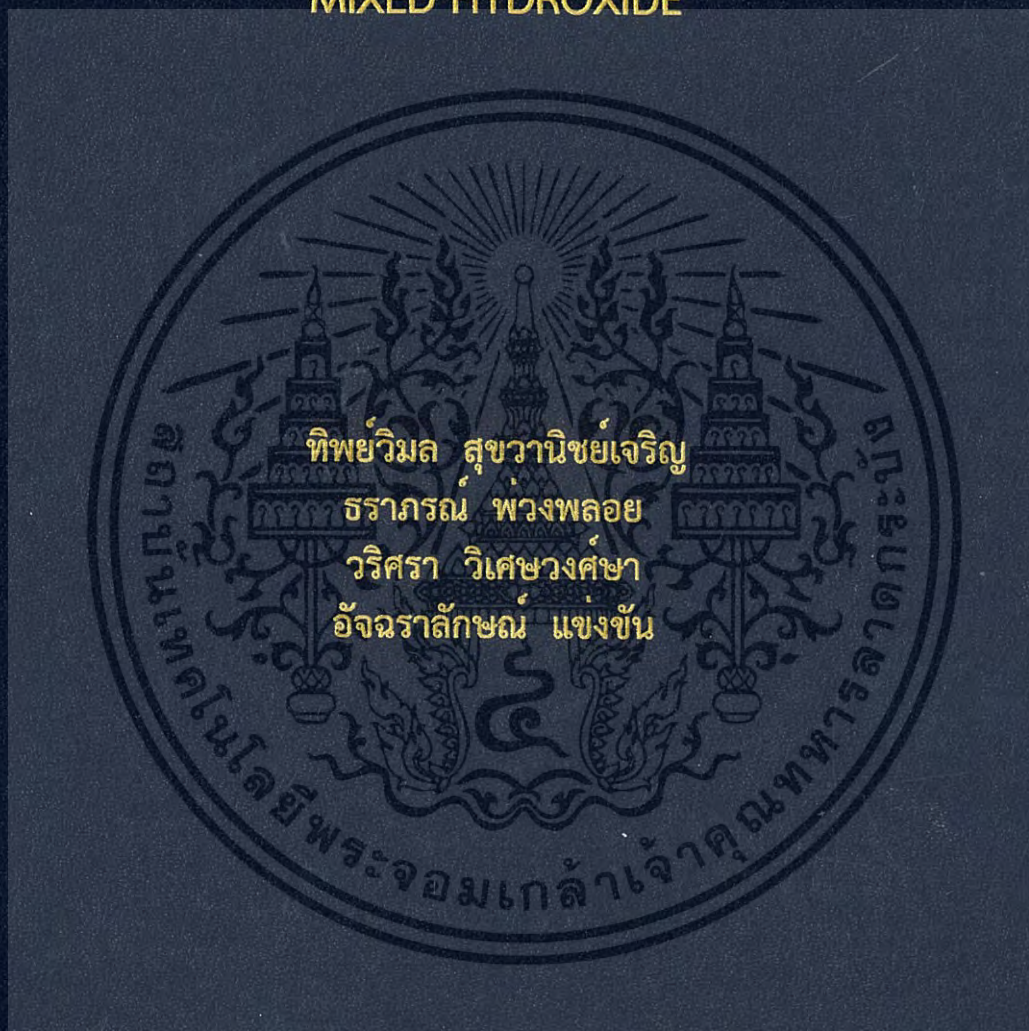 MIXED HYDROXIDE
ทิพย์วิมล สุขวานิชย์เจริญ
ธราภรณ์ พ่วงพลอย
วริศรา วิเศษวงศ์ษา
อัจฉราลักษณ์ แข่งขัน
สถาบันเทคโนโลยีพระจอมเกล้าเจ้าคุณทหารลาดกระบัง